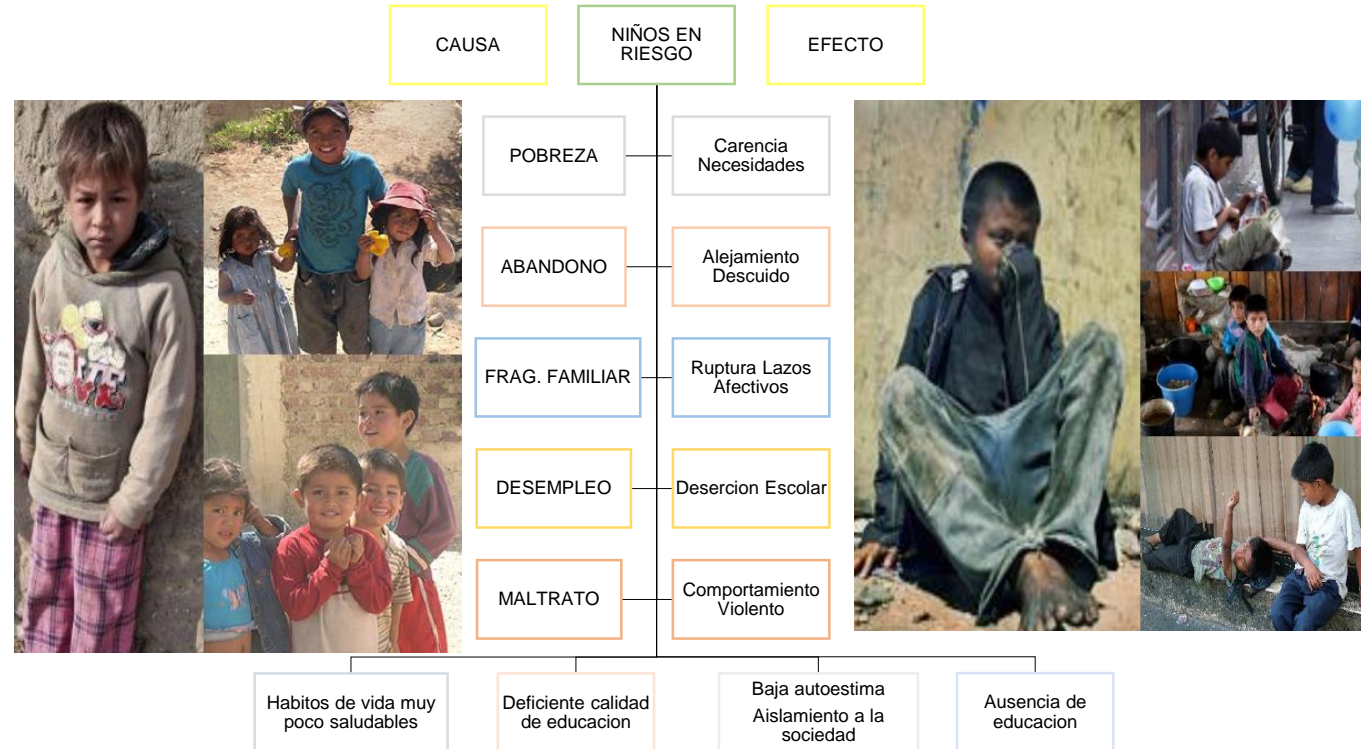 CAUSA
NIÑOS EN
RIESGO
EFECTO
POBREZA
Carencia
Necesidades
ABANDONO
Alejamiento
Descuido
FRAG. FAMILIAR
Ruptura Lazos
Afectivos
DESEMPLEO
Desercion Escolar
MALTRATO
Comportamiento
Violento
Habitos de vida muy
poco saludables
Deficiente calidad
de educacion
Baja autoestima
Aislamiento a la
sociedad
Ausencia de
educacion